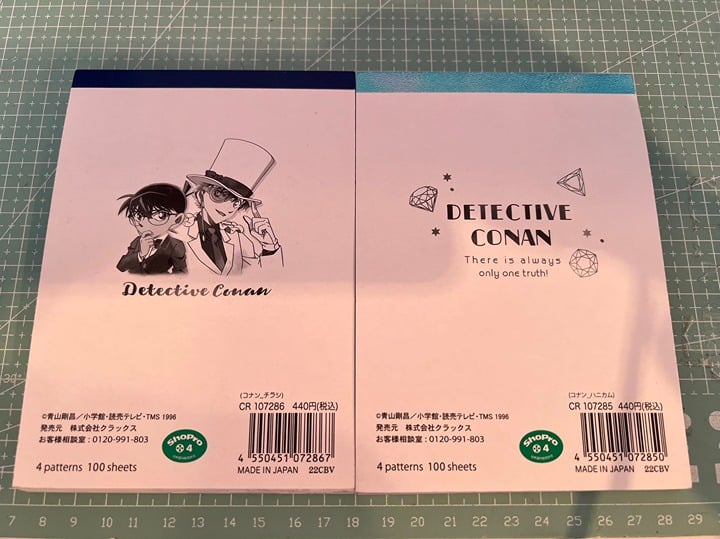 Detective Conan
(コナン_チラシ)
CR 107286 440円(税込)
©青山剛昌／小学館・読売テレビ・TMS 1996
発売元 株式会社クラックス
お客様相談室：0120-991-803
ShoPro
4
4 patterns 100 sheets
4 550451 072867
MADE IN JAPAN 22CBV
DETECTIVE
CONAN
There is always
only one truth!
(コナン_ハニカム)
CR 107285 440円(税込)
©青山剛昌／小学館・読売テレビ・TMS 1996
発売元 株式会社クラックス
お客様相談室：0120-991-803
ShoPro
4
4 patterns 100 sheets
4 550451 072850
MADE IN JAPAN 22CBV
30°
7 8 9 10 11 12 13 14 15 16 17 18 19 20 21 22 23 24 25 26 27 28 29